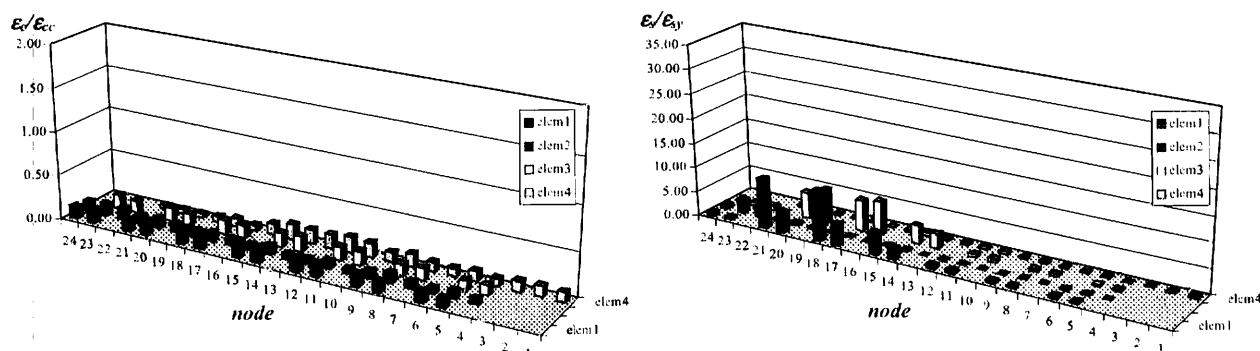 εc/εcc
2.00
1.50
1.00
0.50
0.00
elem1
elem2
elem3
elem4
24 23 22 21 20 19 18 17 16 15 14 13 12 11 10 9 8 7 6 5 4 3 2 1
node
elem4
elem1
εs/εsy
35.00
30.00
25.00
20.00
15.00
10.00
5.00
0.00
elem1
elem2
elem3
elem4
24 23 22 21 20 19 18 17 16 15 14 13 12 11 10 9 8 7 6 5 4 3 2 1
node
elem4
elem1